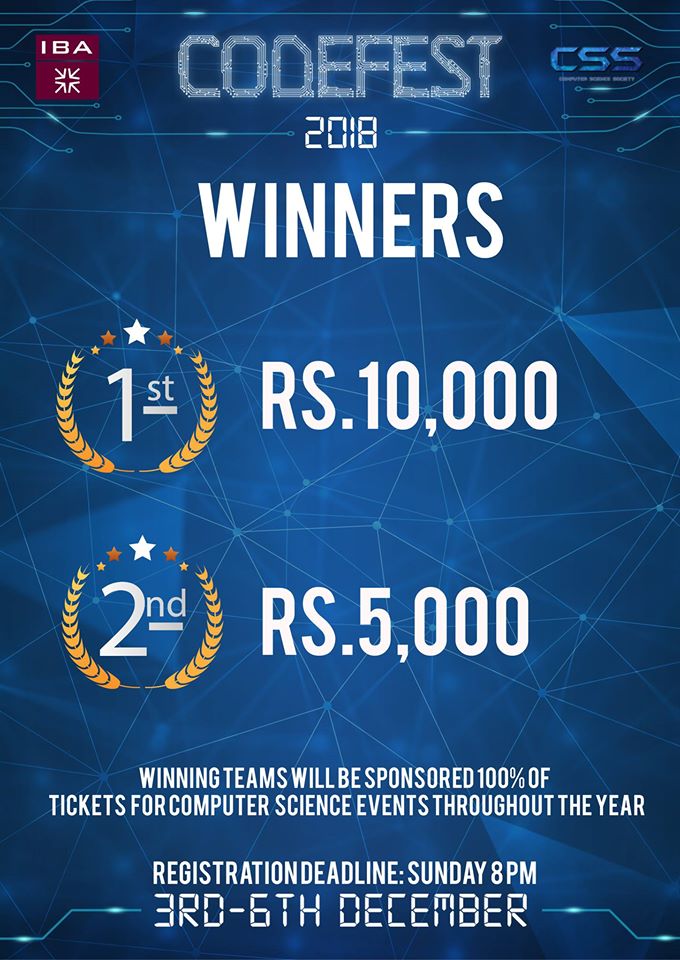 IBA
CODEFEST
CSS
COMPUTER SCIENCE SOCIETY
2018
WINNERS
1st
RS.10,000
2nd
RS.5,000
WINNING TEAMS WILL BE SPONSORED 100% OF
TICKETS FOR COMPUTER SCIENCE EVENTS THROUGHOUT THE YEAR
REGISTRATION DEADLINE: SUNDAY 8 PM
3RD-6TH DECEMBER